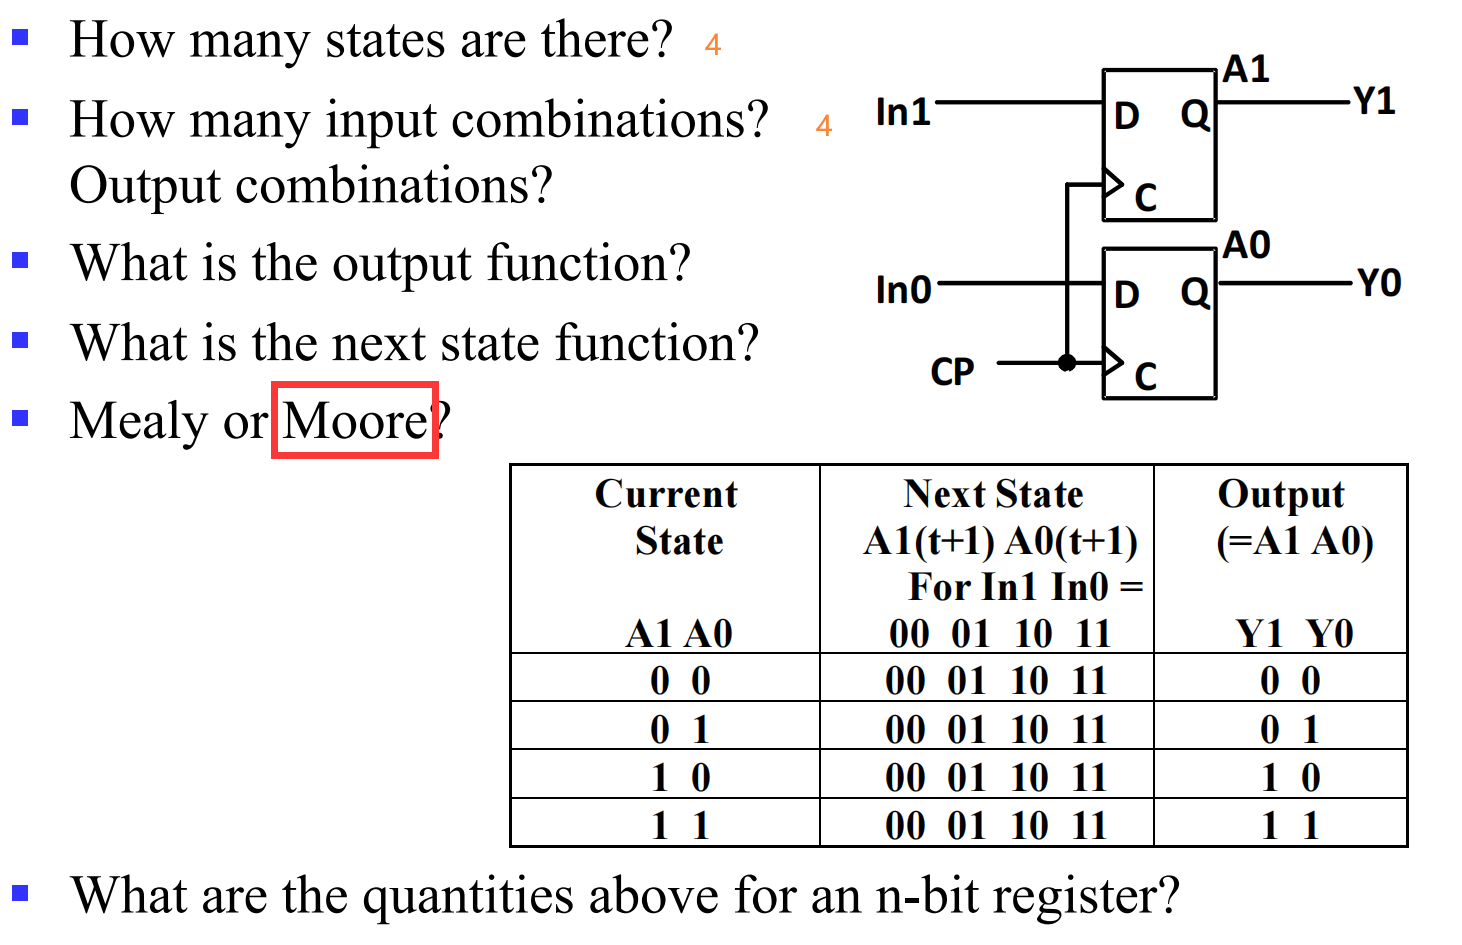 How many states are there? 4
How many input combinations? 4
Output combinations?
What is the output function?
What is the next state function?
Mealy or Moore?
A1
In1
D Q
Y1
C
A0
In0
D Q
Y0
CP
C
Current Next State Output
State A1(t+1) A0(t+1) (=A1 A0)
For In1 In0 =
A1 A0 00 01 10 11 Y1 Y0
0 0 00 01 10 11 0 0
0 1 00 01 10 11 0 1
1 0 00 01 10 11 1 0
1 1 00 01 10 11 1 1
What are the quantities above for an n-bit register?